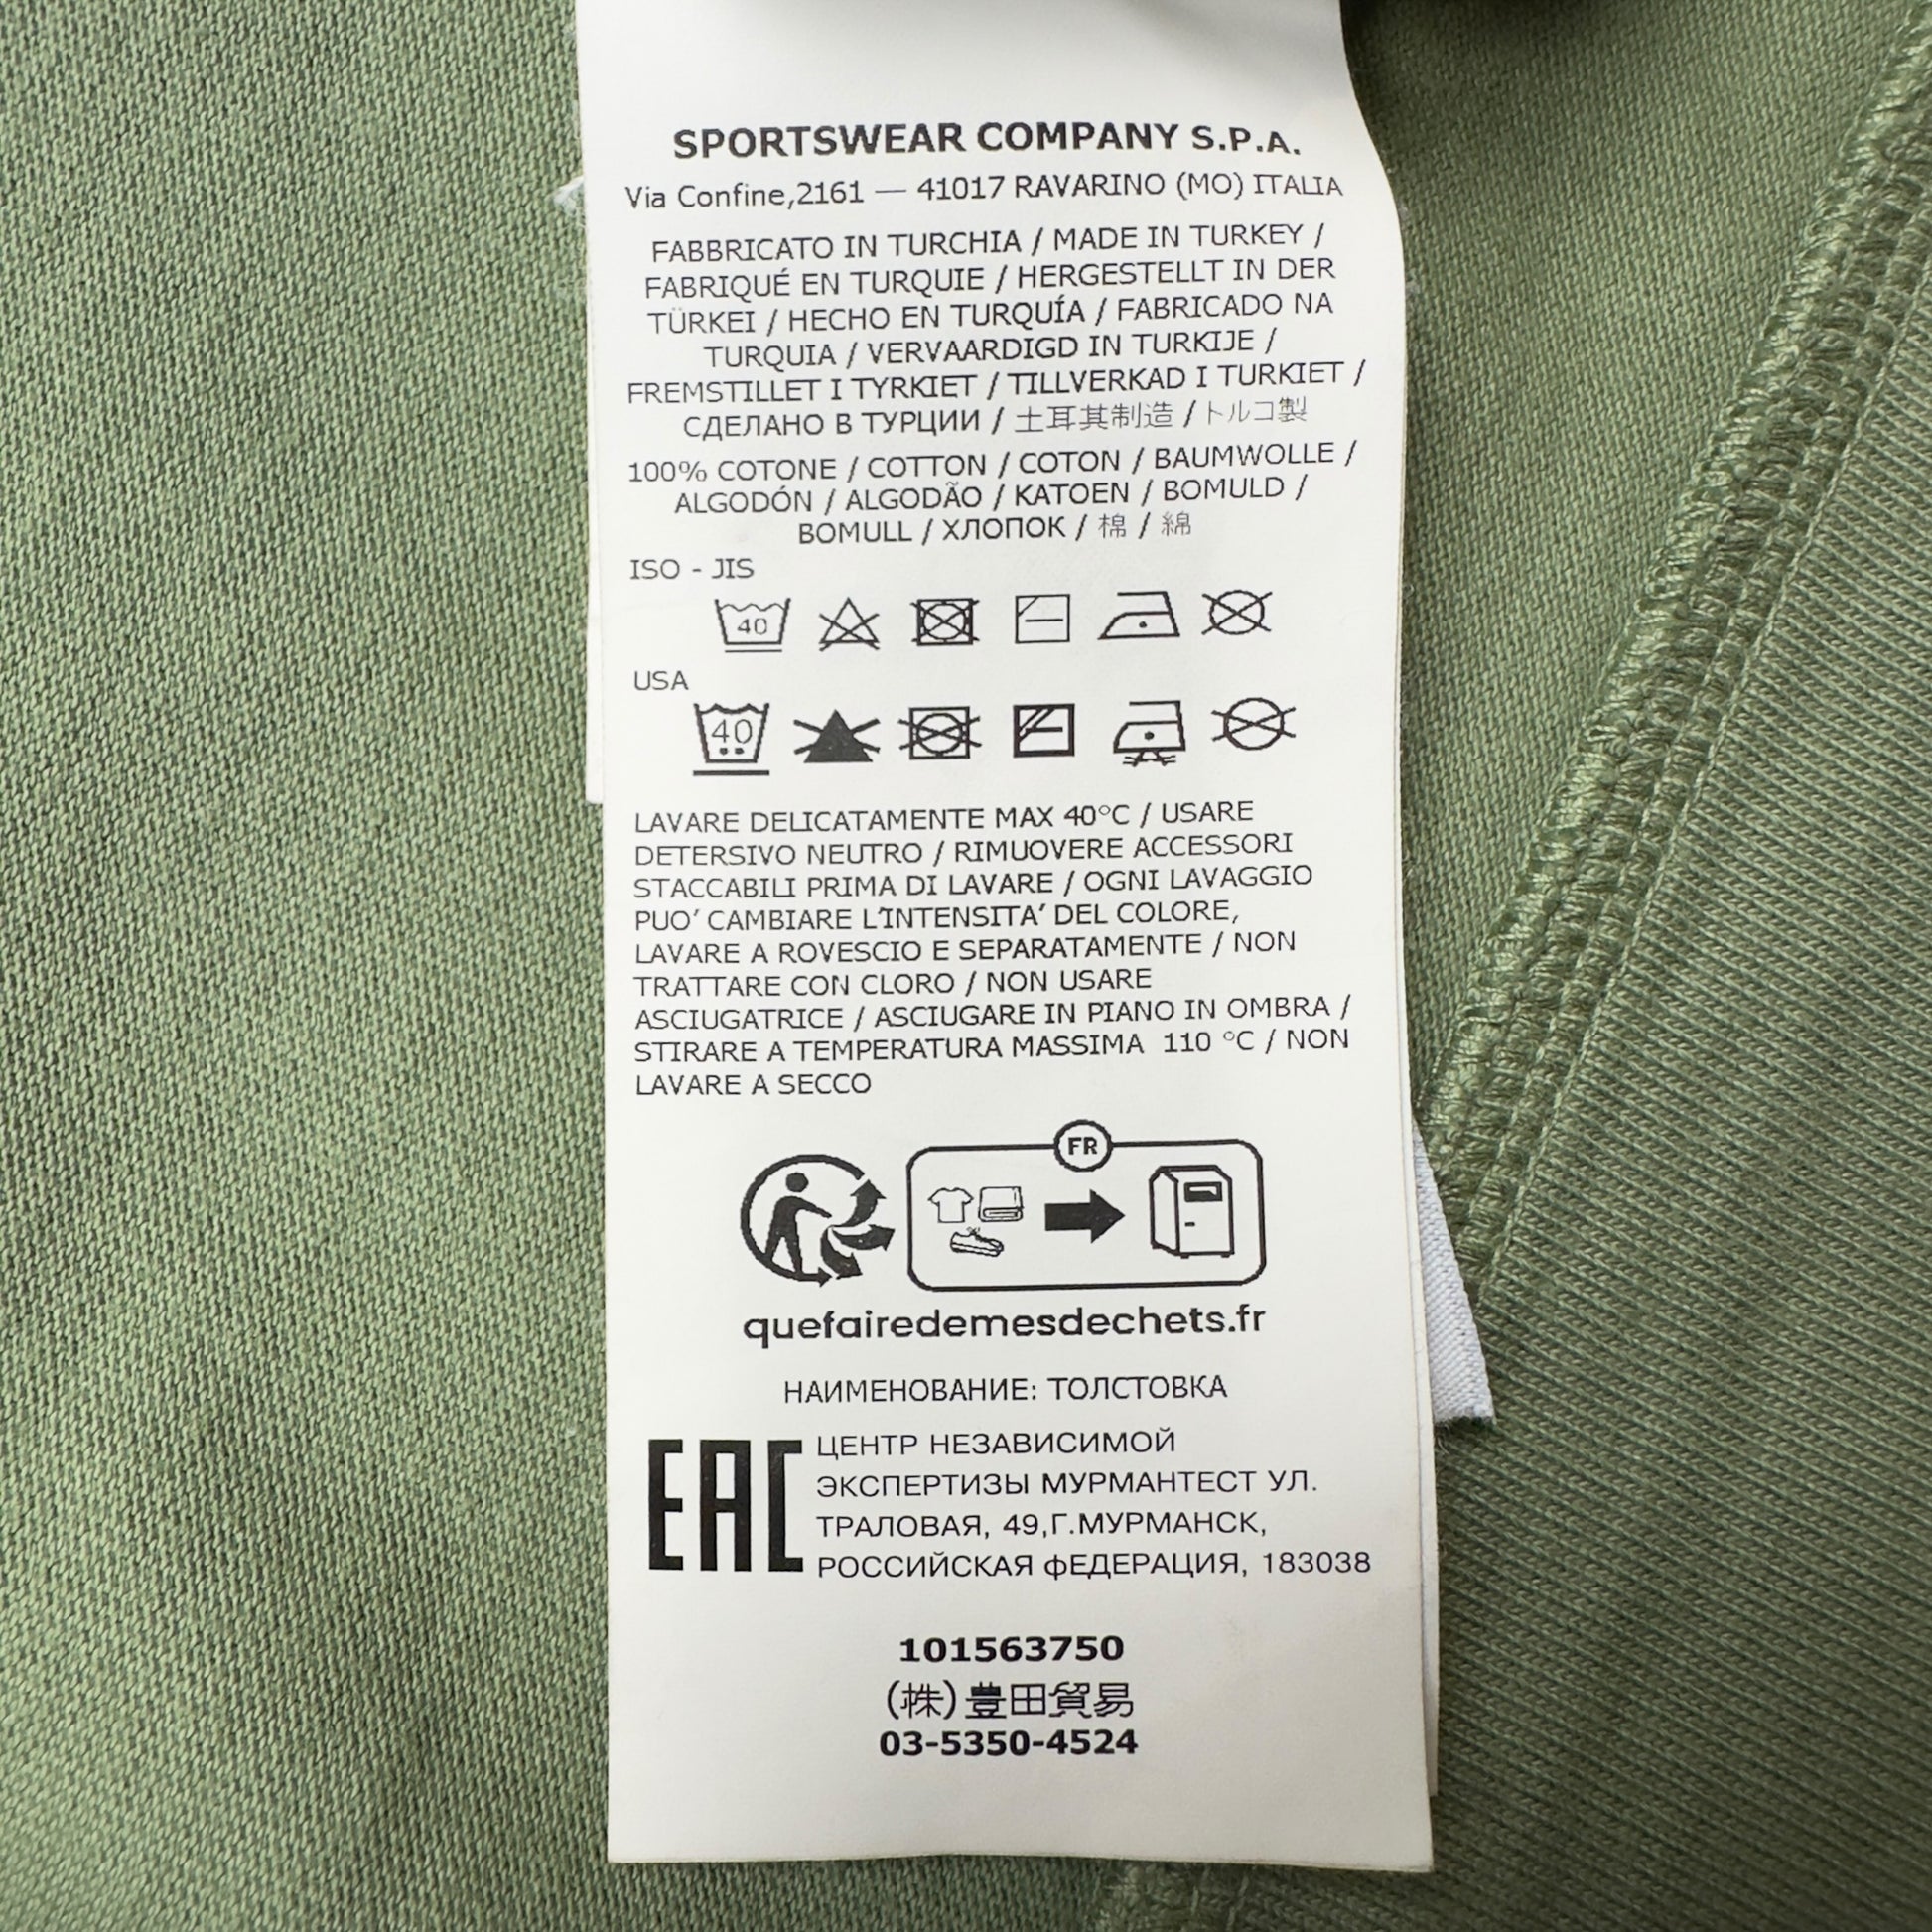 SPORTSWEAR COMPANY S.P.A.
Via Confine,2161 — 41017 RAVARINO (MO) ITALIA
FABBRICATO IN TURCHIA / MADE IN TURKEY /
FABRIQUÉ EN TURQUIE / HERGESTELLT IN DER
TÜRKEI / HECHO EN TURQUÍA / FABRICADO NA
TURQUIA / VERVAARDIGD IN TURKIJE /
FREMSTILLET I TYRKIET / TILLVERKAD I TURKIET /
СДЕЛАНО В ТУРЦИИ / 土耳其制造 / トルコ製
100% COTONE / COTTON / COTON / BAUMWOLLE /
ALGODÓN / ALGODÃO / KATOEN / BOMULD /
BOMULL / ХЛОПОК / 棉 / 綿
ISO - JIS
40
USA
40
LAVARE DELICATAMENTE MAX 40°C / USARE
DETERSIVO NEUTRO / RIMUOVERE ACCESSORI
STACCABILI PRIMA DI LAVARE / OGNI LAVAGGIO
PUO’ CAMBIARE L’INTENSITA’ DEL COLORE,
LAVARE A ROVESCIO E SEPARATAMENTE / NON
TRATTARE CON CLORO / NON USARE
ASCIUGATRICE / ASCIUGARE IN PIANO IN OMBRA /
STIRARE A TEMPERATURA MASSIMA 110 °C / NON
LAVARE A SECCO
FR
quefairedemesdechets.fr
НАИМЕНОВАНИЕ: ТОЛСТОВКА
EAC
ЦЕНТР НЕЗАВИСИМОЙ
ЭКСПЕРТИЗЫ МУРМАНТЕСТ УЛ.
ТРАЛОВАЯ, 49,Г.МУРМАНСК,
РОССИЙСКАЯ фЕДЕРАЦИЯ, 183038
101563750
(株)豊田貿易
03-5350-4524